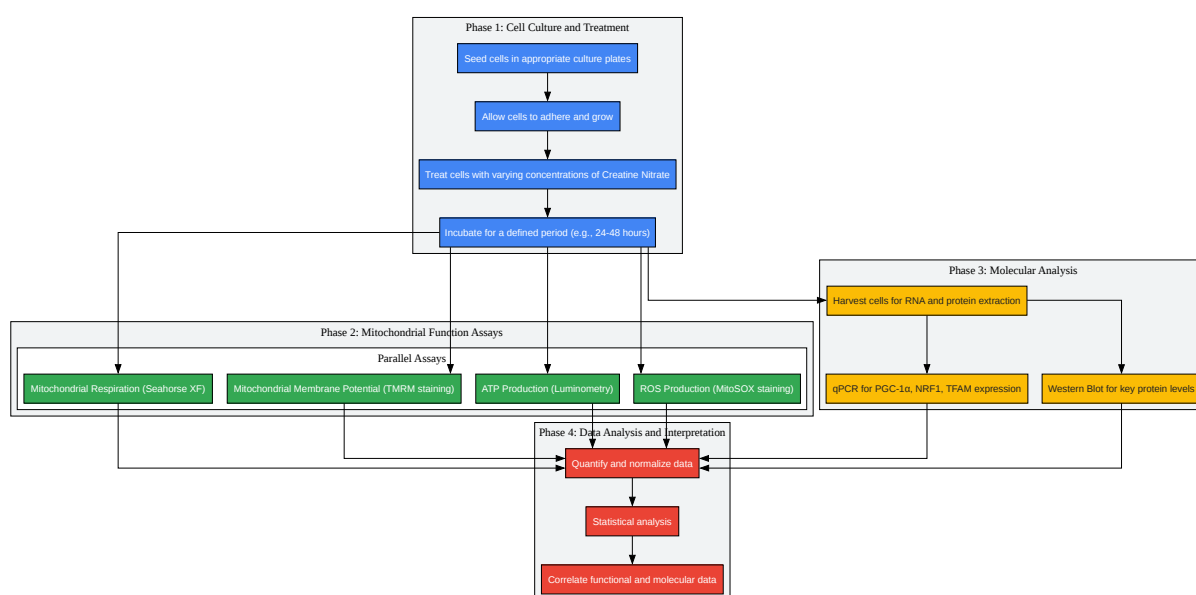 Phase 1: Cell Culture and Treatment
Seed cells in appropriate culture plates
Allow cells to adhere and grow
Treat cells with varying concentrations of Creatine Nitrate
Incubate for a defined period (e.g., 24-48 hours)
Phase 3: Molecular Analysis
Harvest cells for RNA and protein extraction
qPCR for PGC-1α, NRF1, TFAM expression
Western Blot for key protein levels
Phase 2: Mitochondrial Function Assays
Parallel Assays
Mitochondrial Respiration (Seahorse XF)
Mitochondrial Membrane Potential (TMRM staining)
ATP Production (Luminometry)
ROS Production (MitoSOX staining)
Phase 4: Data Analysis and Interpretation
Quantify and normalize data
Statistical analysis
Correlate functional and molecular data